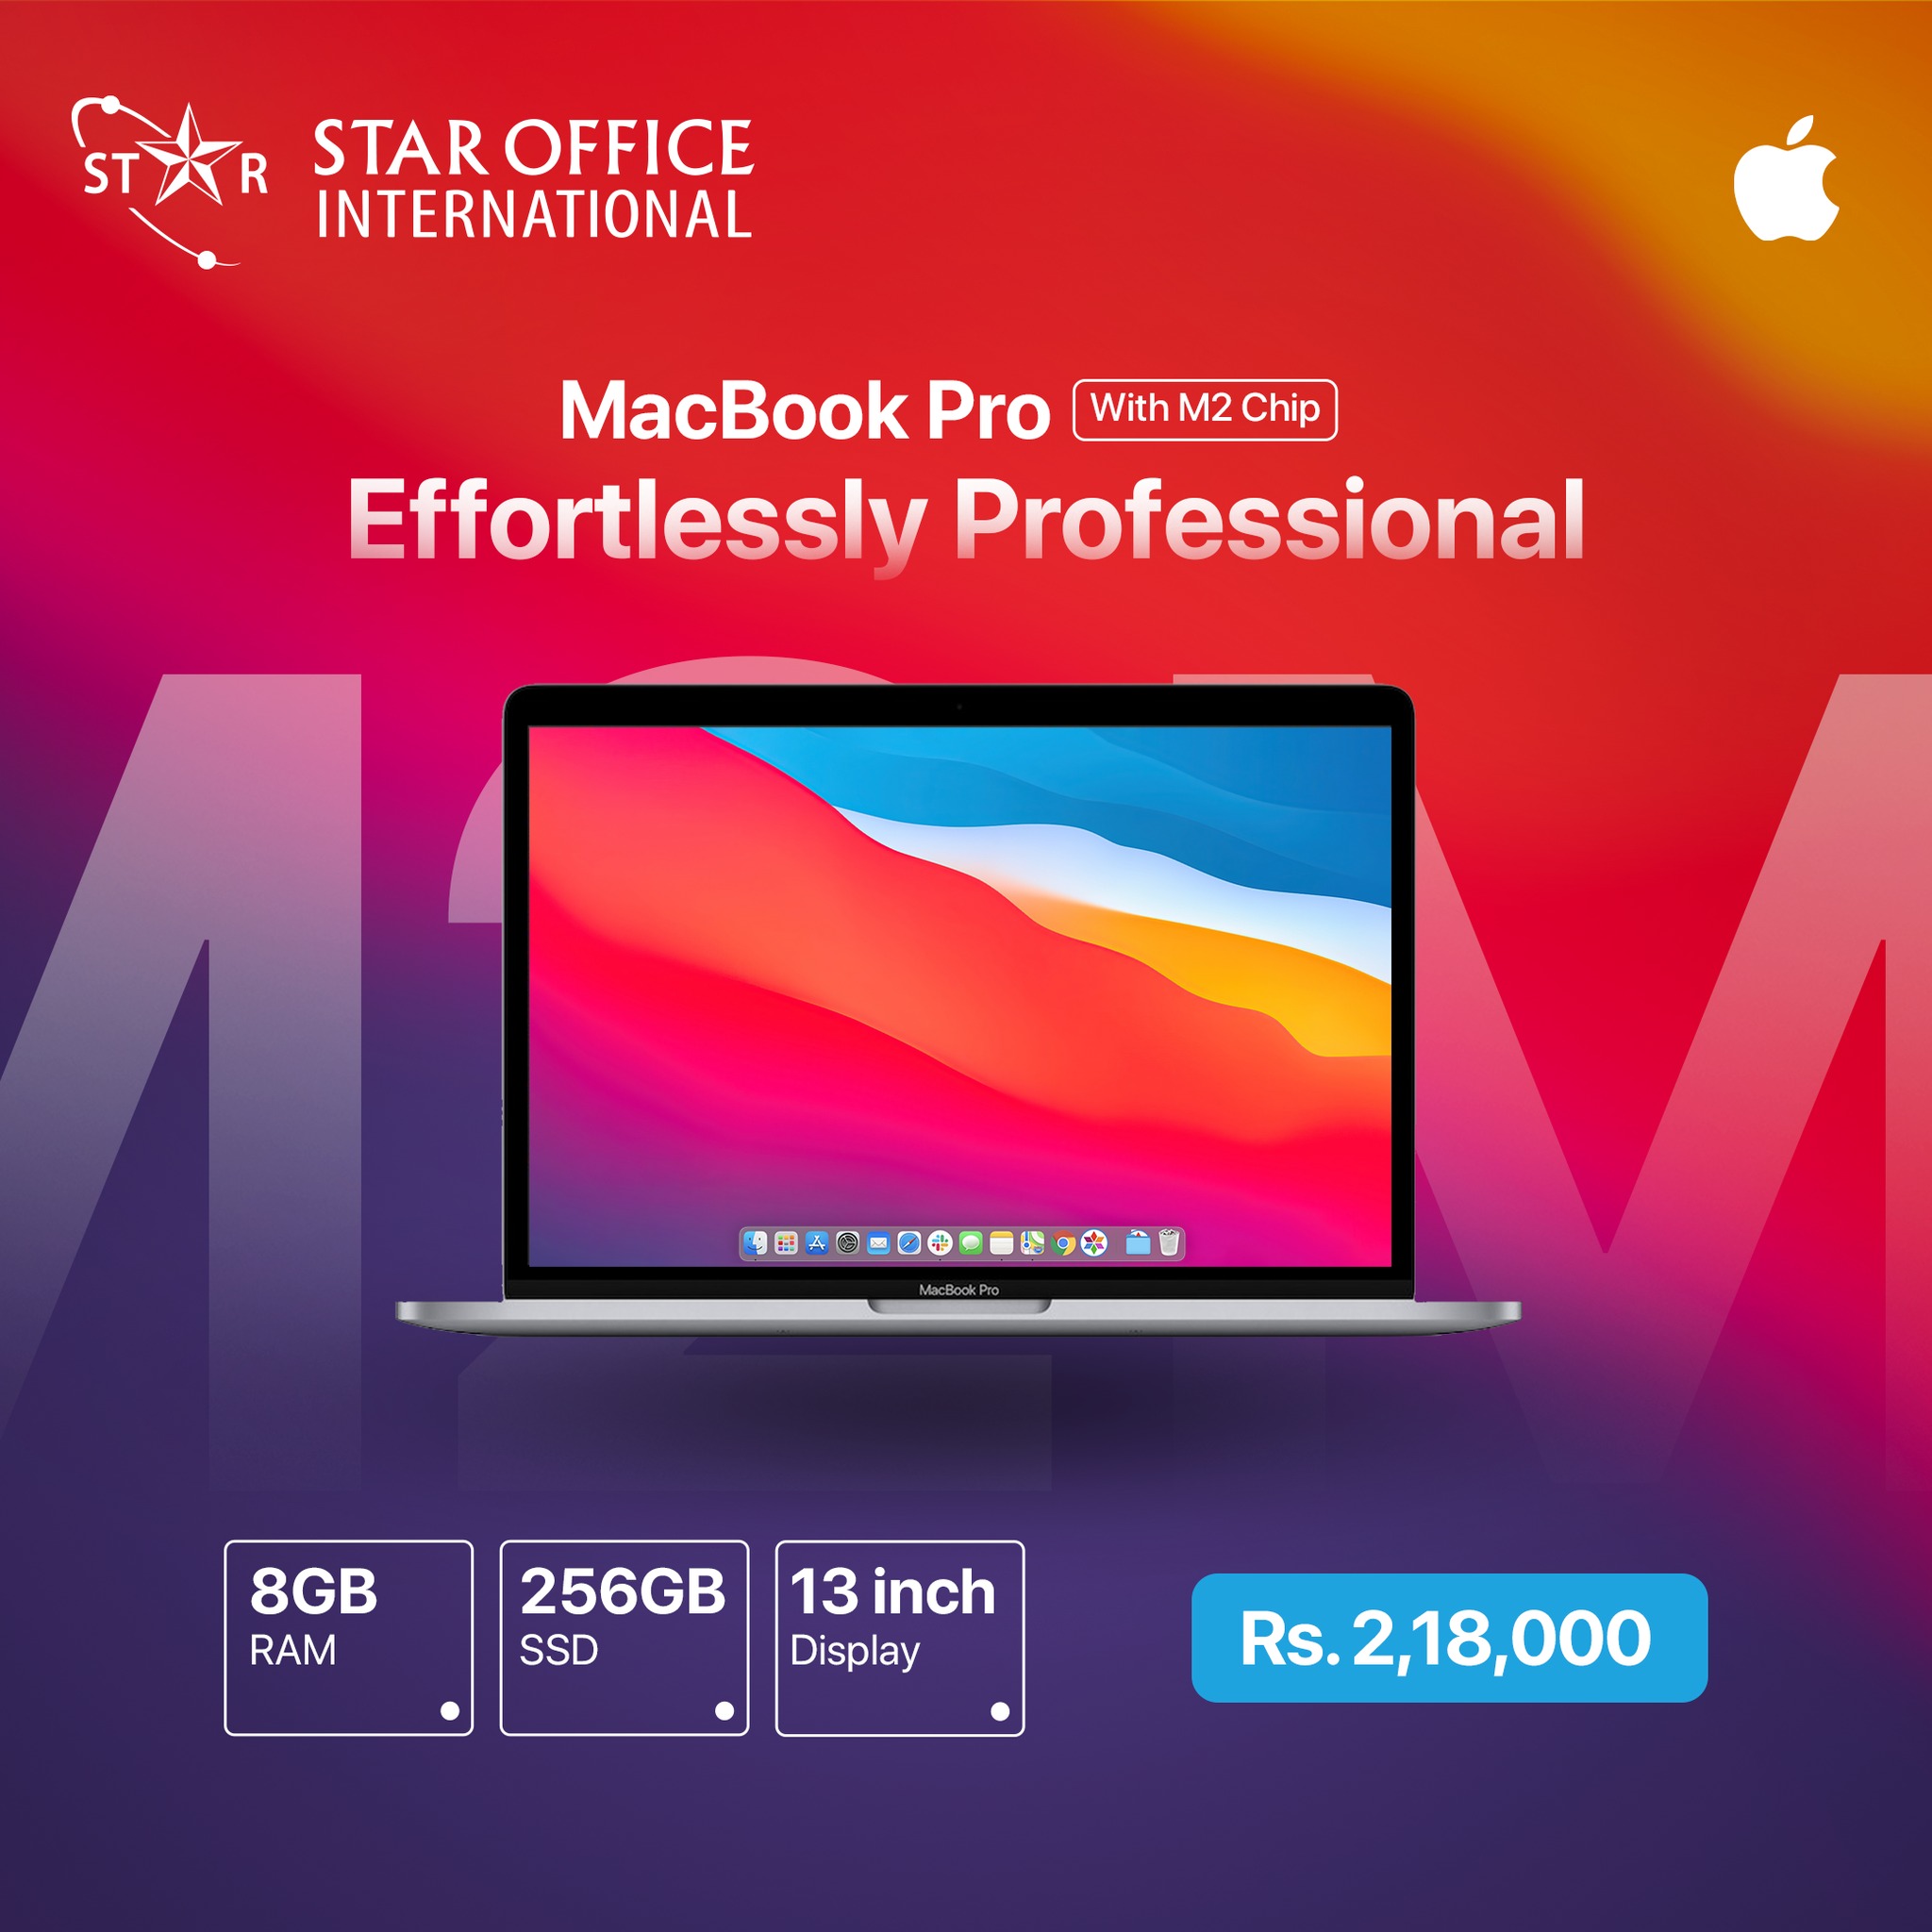 ST R
STAR OFFICE
INTERNATIONAL
MacBook Pro
With M2 Chip
Effortlessly Professional
M2 M
MacBook Pro
8GB
RAM
256GB
SSD
13 inch
Display
Rs. 2,18,000